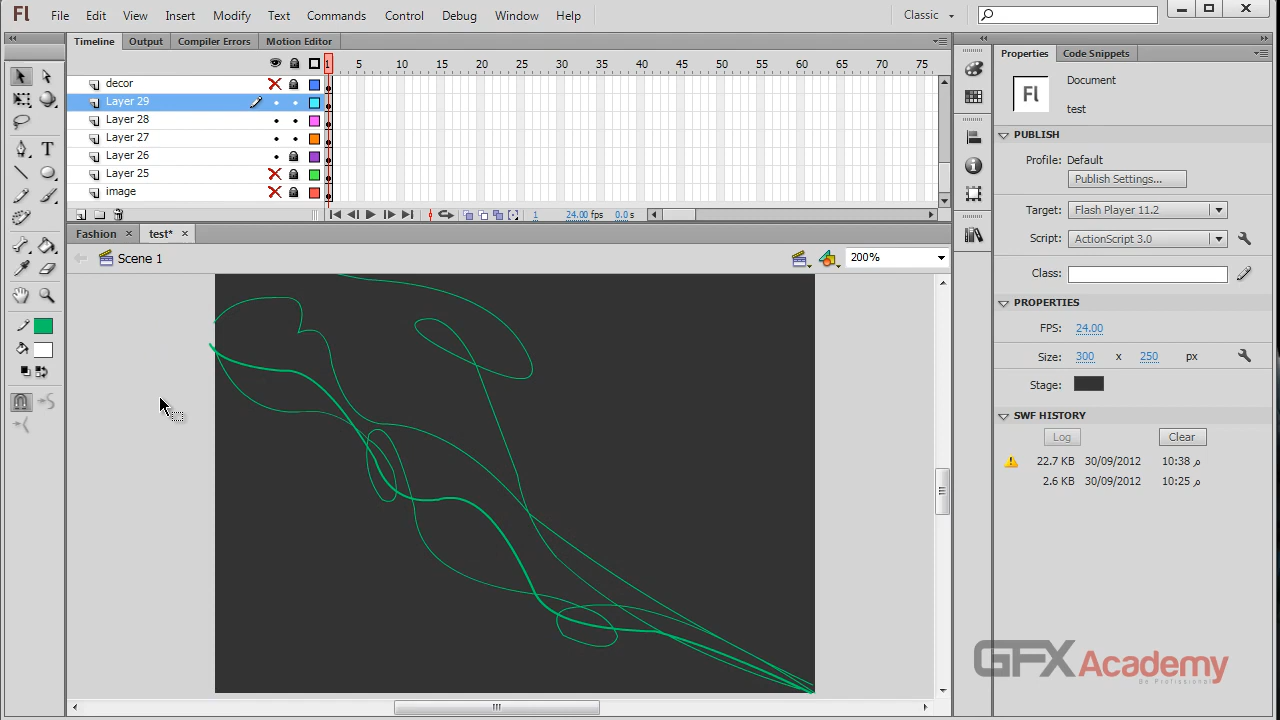 Fl File Edit View Insert Modify Text Commands Control Debug Window Help Classic
Timeline Output Compiler Errors Motion Editor
1 5 10 15 20 25 30 35 40 45 50 55 60 65 70 75
decor
Layer 29
Layer 28
Layer 27
Layer 26
Layer 25
image
1 24.00 fps 0.0 s
Fashion test*
Scene 1 200%
Properties Code Snippets
Fl
Document
test
PUBLISH
Profile: Default
Publish Settings...
Target: Flash Player 11.2
Script: ActionScript 3.0
Class:
PROPERTIES
FPS: 24.00
Size: 300 x 250 px
Stage:
SWF HISTORY
Log Clear
22.7 KB 30/09/2012 10:38 م
2.6 KB 30/09/2012 10:25 م
GFX Academy
Be Profissional